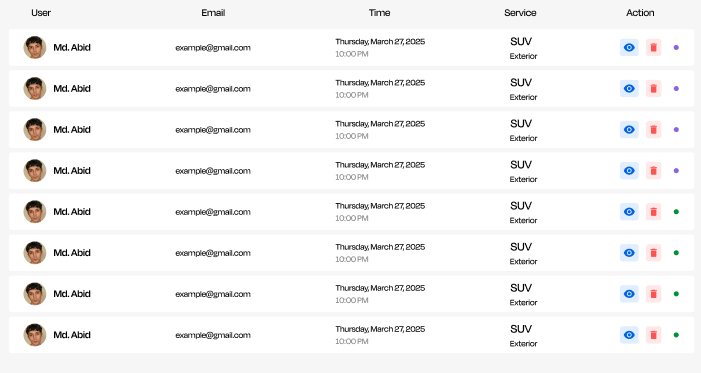 User Email Time Service Action
Md. Abid example@gmail.com Thursday, March 27, 2025 SUV
10:00 PM Exterior
Md. Abid example@gmail.com Thursday, March 27, 2025 SUV
10:00 PM Exterior
Md. Abid example@gmail.com Thursday, March 27, 2025 SUV
10:00 PM Exterior
Md. Abid example@gmail.com Thursday, March 27, 2025 SUV
10:00 PM Exterior
Md. Abid example@gmail.com Thursday, March 27, 2025 SUV
10:00 PM Exterior
Md. Abid example@gmail.com Thursday, March 27, 2025 SUV
10:00 PM Exterior
Md. Abid example@gmail.com Thursday, March 27, 2025 SUV
10:00 PM Exterior
Md. Abid example@gmail.com Thursday, March 27, 2025 SUV
10:00 PM Exterior